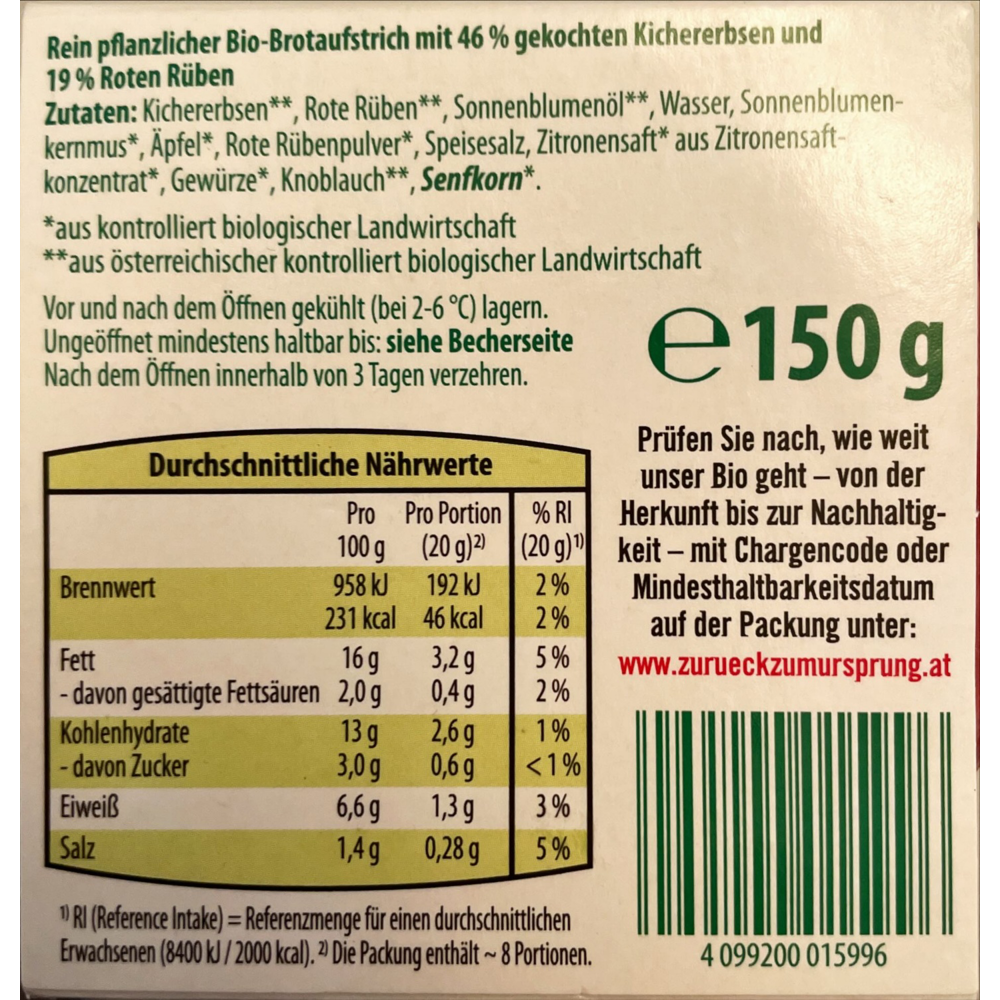 Rein pflanzlicher Bio-Brotaufstrich mit 46 % gekochten Kichererbsen und
19 % Roten Rüben
Zutaten: Kichererbsen**, Rote Rüben**, Sonnenblumenöl**, Wasser, Sonnenblumen-
kernmus*, Äpfel*, Rote Rübenpulver*, Speisesalz, Zitronensaft* aus Zitronensaft-
konzentrat*, Gewürze*, Knoblauch**, Senfkorn*.
*aus kontrolliert biologischer Landwirtschaft
**aus österreichischer kontrolliert biologischer Landwirtschaft
Vor und nach dem Öffnen gekühlt (bei 2-6 °C) lagern.
Ungeöffnet mindestens haltbar bis: siehe Becherseite
Nach dem Öffnen innerhalb von 3 Tagen verzehren.
℮ 150 g
Durchschnittliche Nährwerte
Pro Pro Portion % RI
100 g (20 g)²⁾ (20 g)¹⁾
Brennwert 958 kJ 192 kJ 2 %
231 kcal 46 kcal 2 %
Fett 16 g 3,2 g 5 %
- davon gesättigte Fettsäuren 2,0 g 0,4 g 2 %
Kohlenhydrate 13 g 2,6 g 1 %
- davon Zucker 3,0 g 0,6 g <1 %
Eiweiß 6,6 g 1,3 g 3 %
Salz 1,4 g 0,28 g 5 %
¹⁾ RI (Reference Intake) = Referenzmenge für einen durchschnittlichen
Erwachsenen (8400 kJ / 2000 kcal). ²⁾ Die Packung enthält ~ 8 Portionen.
Prüfen Sie nach, wie weit
unser Bio geht – von der
Herkunft bis zur Nachhaltig-
keit – mit Chargencode oder
Mindesthaltbarkeitsdatum
auf der Packung unter:
www.zurueckzumursprung.at
4 099200 015996